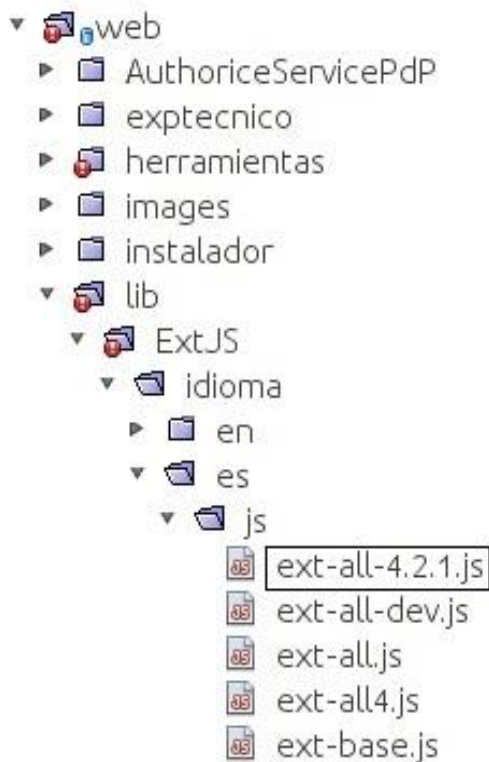 web
AuthoriceServicePdP
exptecnico
herramientas
images
instalador
lib
ExtJS
idioma
en
es
js
ext-all-4.2.1.js
ext-all-dev.js
ext-all.js
ext-all4.js
ext-base.js